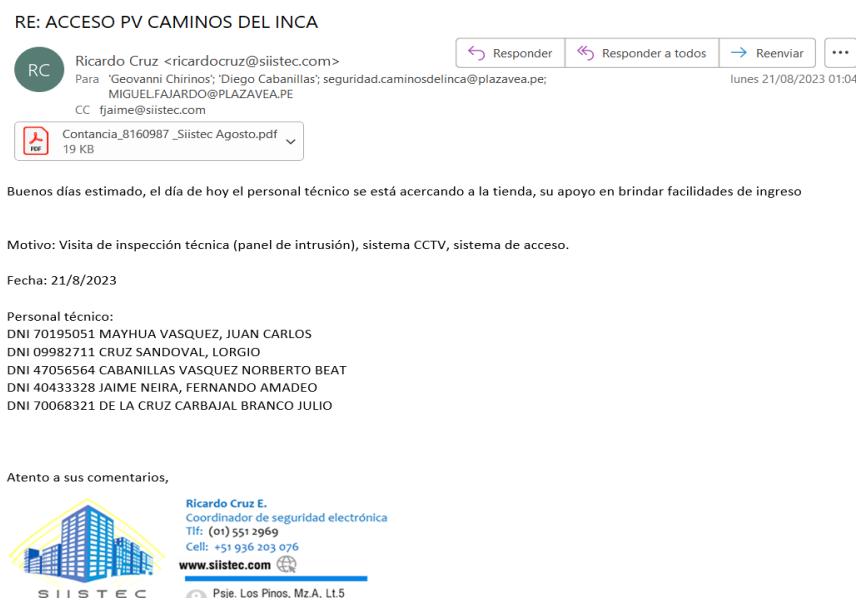 RE: ACCESO PV CAMINOS DEL INCA
Responder
Responder a todos
Reenviar
RC
Ricardo Cruz <ricardocruz@siistec.com>
Para 'Geovanni Chirinos'; 'Diego Cabanillas'; seguridad.caminosdelinca@plazavea.pe;
MIGUEL.FAJARDO@PLAZAVEA.PE
lunes 21/08/2023 01:04
CC fjaime@siistec.com
Contancia_8160987 _Siistec Agosto.pdf
19 KB
PDF
Buenos días estimado, el día de hoy el personal técnico se está acercando a la tienda, su apoyo en brindar facilidades de ingreso
Motivo: Visita de inspección técnica (panel de intrusión), sistema CCTV, sistema de acceso.
Fecha: 21/8/2023
Personal técnico:
DNI 70195051 MAYHUA VASQUEZ, JUAN CARLOS
DNI 09982711 CRUZ SANDOVAL, LORGIO
DNI 47056564 CABANILLAS VASQUEZ NORBERTO BEAT
DNI 40433328 JAIME NEIRA, FERNANDO AMADEO
DNI 70068321 DE LA CRUZ CARBAJAL BRANCO JULIO
Atento a sus comentarios,
Ricardo Cruz E.
Coordinador de seguridad electrónica
Tlf: (01) 551 2969
Cell: +51 936 203 076
www.siistec.com
Psje. Los Pinos, Mz.A, Lt.5
SIISTEC